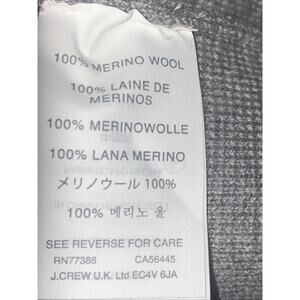 100% MERINO WOOL
100% LAINE DE
MERINOS
100% MERINOWOLLE
100% LANA MERINO
メリノウール 100%
100% 메리노 울
SEE REVERSE FOR CARE
RN77388 CA56445
J.CREW U.K. Ltd EC4V 6JA